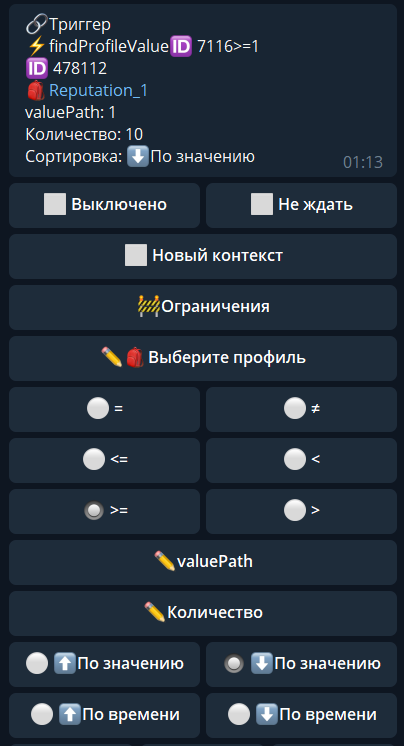 🔗Триггер
⚡findProfileValue🆔 7116>=1
🆔 478112
🎒Reputation_1
valuePath: 1
Количество: 10
Сортировка: ⬇️По значению
01:13
⬜ Выключено
⬜ Не ждать
⬜ Новый контекст
🚧Ограничения
✏️🎒Выберите профиль
⚪ =
⚪ ≠
⚪ <=
⚪ <
🔘 >=
⚪ >
✏️valuePath
✏️Количество
⚪ ⬆️По значению
🔘 ⬇️По значению
⚪ ⬆️По времени
⚪ ⬇️По времени